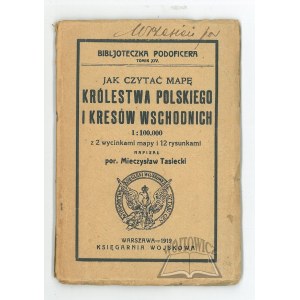 BIBLJOTECZKA PODOFICERA
JAK CZYTAĆ MAPĘ
KRÓLESTWA POLSKIEGO
I KRESÓW WSCHODNICH
1:100.000
z 2 wycinkami mapy i 12 rysunkami
NAPISAŁ
por. Mieczysław Tasiecki
WARSZAWA—1919
KSIĘGARNIA WOJSKOWA